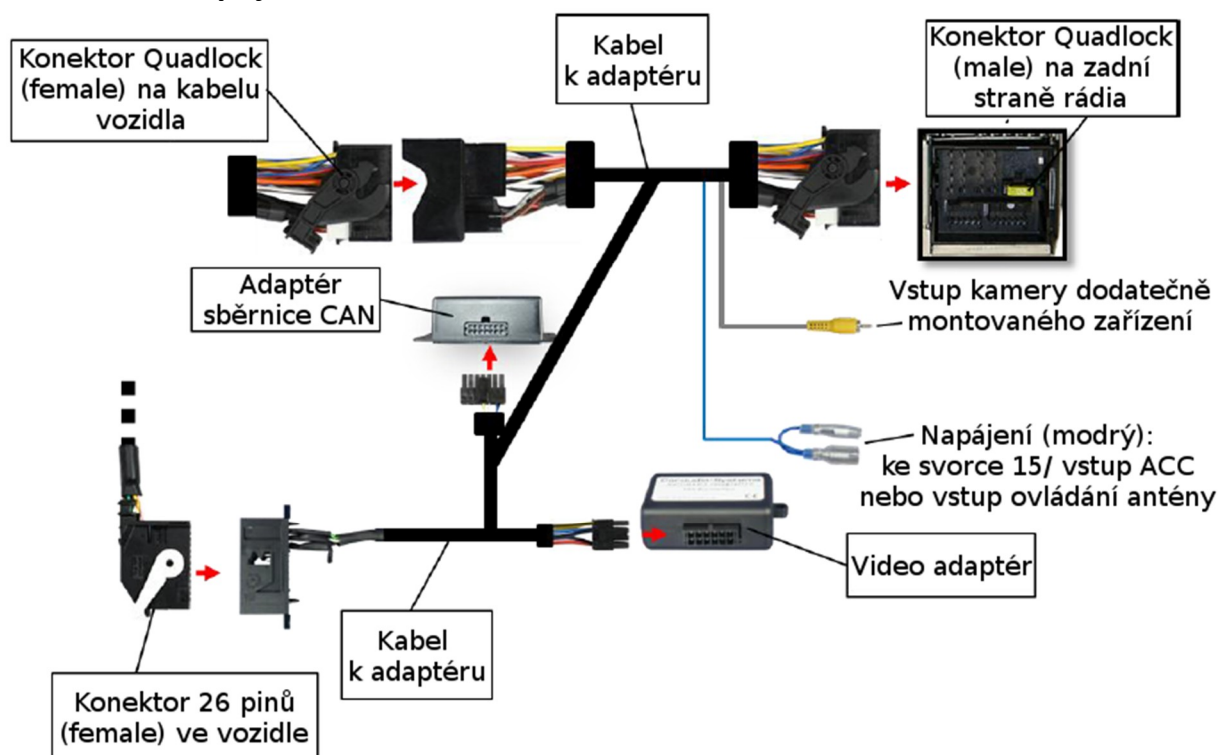 Konektor Quadlock
(female) na kabelu
vozidla
Kabel
k adaptéru
Konektor Quadlock
(male) na zadní
straně rádia
Adaptér
sběrnice CAN
Vstup kamery dodatečně
montovaného zařízení
Napájení (modrý):
ke svorce 15/ vstup ACC
nebo vstup ovládání antény
Video adaptér
Kabel
k adaptéru
Konektor 26 pinů
(female) ve vozidle